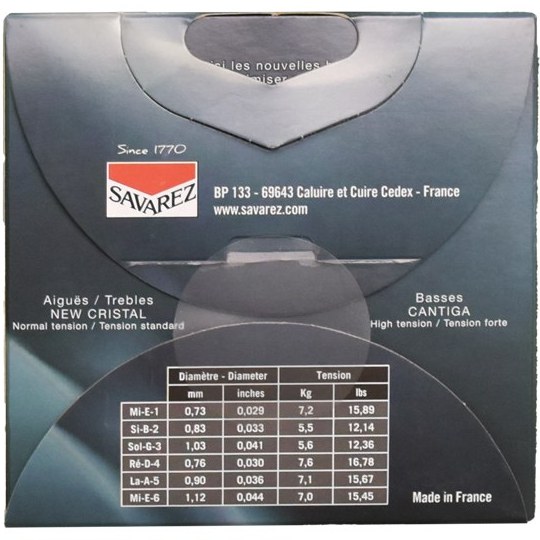 les nouvelles
Since 1770
SAVAREZ
BP 133 - 69643 Caluire et Cuire Cedex - France
www.savarez.com
Aiguës / Trebles
NEW CRISTAL
Normal tension / Tension standard
Basses
CANTIGA
High tension / Tension forte
Diamètre - Diameter Tension
mm inches Kg lbs
Mi-E-1 0,73 0,029 7,2 15,89
Si-B-2 0,83 0,033 5,5 12,14
Sol-G-3 1,03 0,041 5,6 12,36
Ré-D-4 0,76 0,030 7,6 16,78
La-A-5 0,90 0,036 7,1 15,67
Mi-E-6 1,12 0,044 7,0 15,45
Made in France